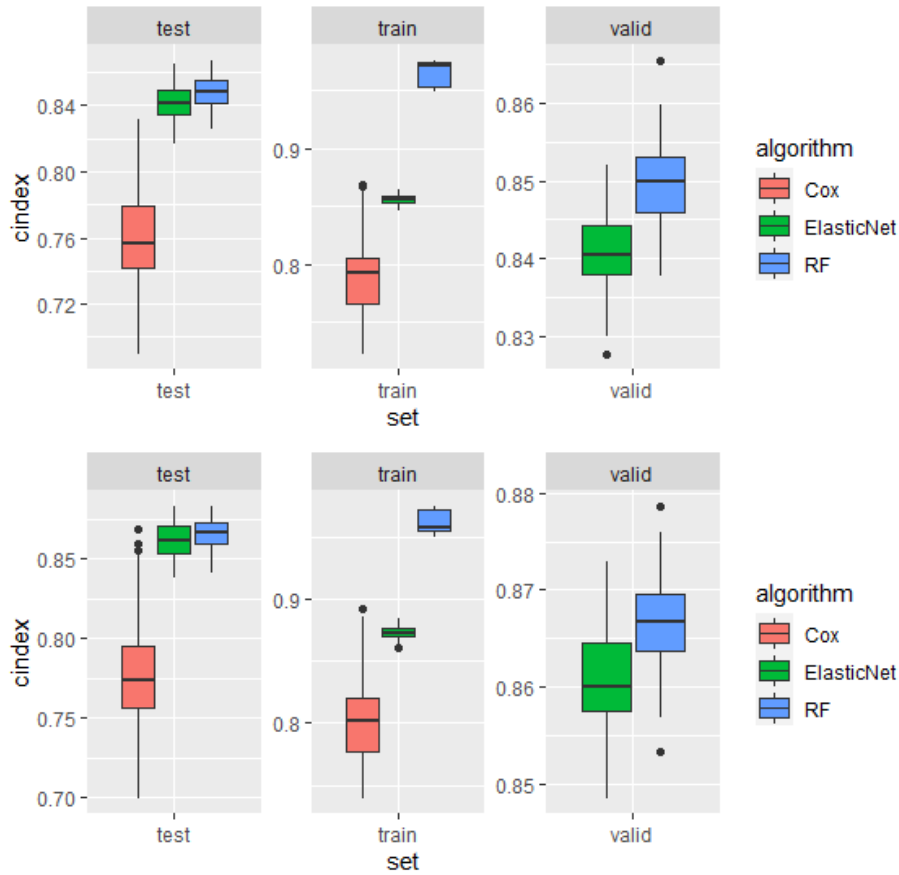 test train valid
cindex
0.84
0.80
0.76
0.72
0.9
0.8
0.86
0.85
0.84
0.83
test train valid
set
algorithm
Cox
ElasticNet
RF
test train valid
cindex
0.85
0.80
0.75
0.70
0.9
0.8
0.88
0.87
0.86
0.85
test train valid
set
algorithm
Cox
ElasticNet
RF